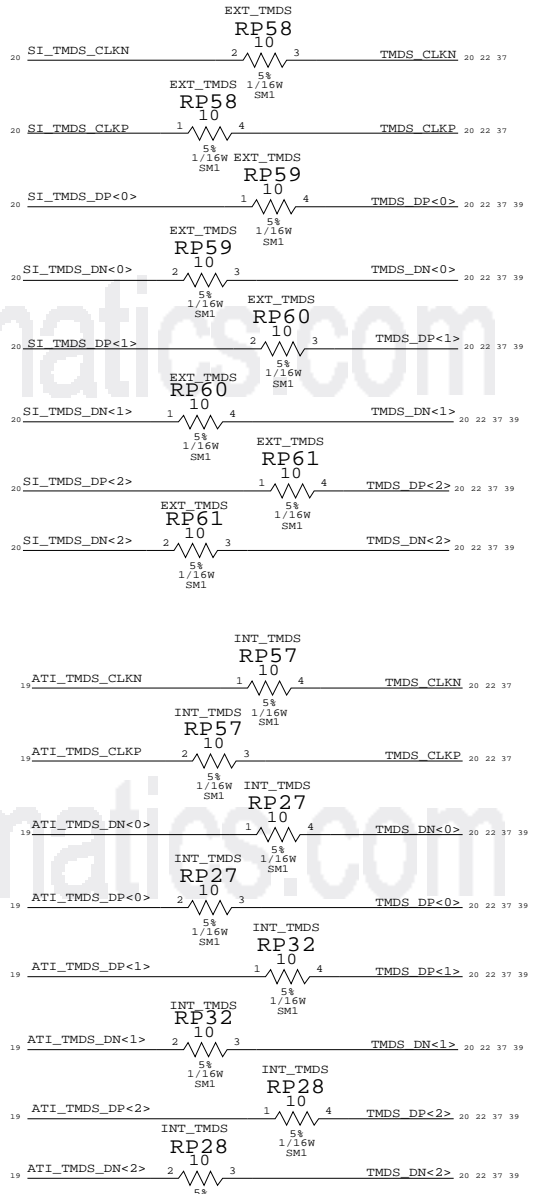 EXT_TMDS
RP58
10
20 SI_TMDS_CLKN 2 3 TMDS_CLKN 20 22 37
5%
1/16W
SM1
EXT_TMDS
RP58
10
20 SI_TMDS_CLKP 1 4 TMDS_CLKP 20 22 37
5%
1/16W
SM1
EXT_TMDS
RP59
10
20 SI_TMDS_DP<0> 1 4 TMDS_DP<0> 20 22 37 39
5%
1/16W
SM1
EXT_TMDS
RP59
10
20 SI_TMDS_DN<0> 2 3 TMDS_DN<0> 20 22 37 39
5%
1/16W
SM1
EXT_TMDS
RP60
10
20 SI_TMDS_DP<1> 2 3 TMDS_DP<1> 20 22 37 39
5%
1/16W
SM1
EXT_TMDS
RP60
10
20 SI_TMDS_DN<1> 1 4 TMDS_DN<1> 20 22 37 39
5%
1/16W
SM1
EXT_TMDS
RP61
10
20 SI_TMDS_DP<2> 1 4 TMDS_DP<2> 20 22 37 39
5%
1/16W
SM1
EXT_TMDS
RP61
10
20 SI_TMDS_DN<2> 2 3 TMDS_DN<2> 20 22 37 39
5%
1/16W
SM1
INT_TMDS
RP57
10
19 ATI_TMDS_CLKN 1 4 TMDS_CLKN 20 22 37
5%
1/16W
SM1
INT_TMDS
RP57
10
19 ATI_TMDS_CLKP 2 3 TMDS_CLKP 20 22 37
5%
1/16W
SM1
INT_TMDS
RP27
10
19 ATI_TMDS_DN<0> 1 4 TMDS_DN<0> 20 22 37 39
5%
1/16W
SM1
INT_TMDS
RP27
10
19 ATI_TMDS_DP<0> 2 3 TMDS_DP<0> 20 22 37 39
5%
1/16W
SM1
INT_TMDS
RP32
10
19 ATI_TMDS_DP<1> 1 4 TMDS_DP<1> 20 22 37 39
5%
1/16W
SM1
INT_TMDS
RP32
10
19 ATI_TMDS_DN<1> 2 3 TMDS_DN<1> 20 22 37 39
5%
1/16W
SM1
INT_TMDS
RP28
10
19 ATI_TMDS_DP<2> 1 4 TMDS_DP<2> 20 22 37 39
5%
1/16W
SM1
INT_TMDS
RP28
10
19 ATI_TMDS_DN<2> 2 3 TMDS_DN<2> 20 22 37 39
5%
matics.com
matics.com